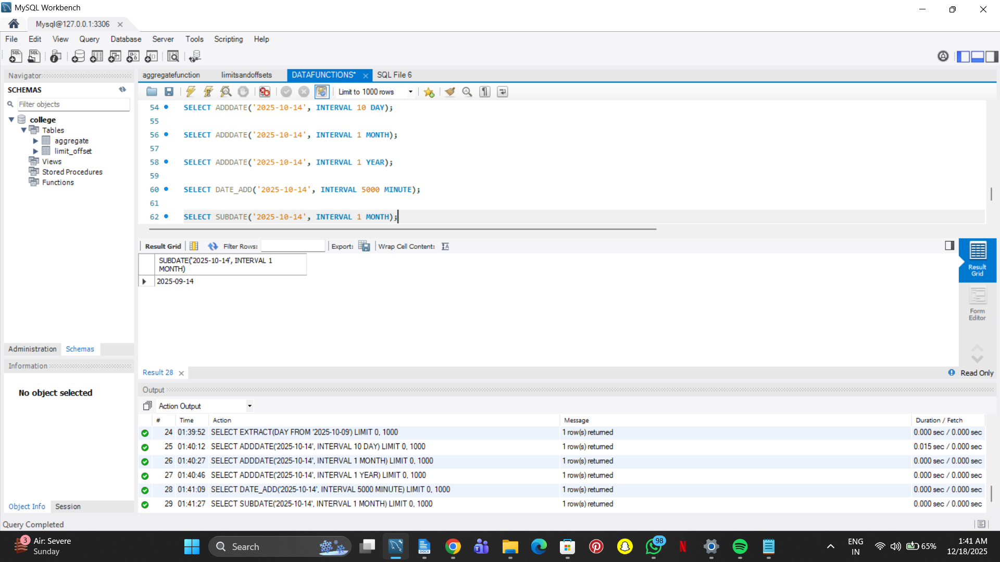 MySQL Workbench
Mysql@127.0.0.1:3306
File Edit View Query Database Server Tools Scripting Help
Navigator
SCHEMAS
Filter objects
college
Tables
aggregate
limit_offset
Views
Stored Procedures
Functions
Administration Schemas
Information
No object selected
Object Info Session
Query Completed
aggregatefunction limitsandoffsets DATAFUNCTIONS* SQL File 6
Limit to 1000 rows
54 SELECT ADDDATE('2025-10-14', INTERVAL 10 DAY);
55
56 SELECT ADDDATE('2025-10-14', INTERVAL 1 MONTH);
57
58 SELECT ADDDATE('2025-10-14', INTERVAL 1 YEAR);
59
60 SELECT DATE_ADD('2025-10-14', INTERVAL 5000 MINUTE);
61
62 SELECT SUBDATE('2025-10-14', INTERVAL 1 MONTH);
Result Grid Filter Rows: Export: Wrap Cell Content:
SUBDATE('2025-10-14', INTERVAL 1
MONTH)
2025-09-14
Result
Grid
Form
Editor
Result 28
Read Only
Output
Action Output
# Time Action Message Duration / Fetch
24 01:39:52 SELECT EXTRACT(DAY FROM '2025-10-09') LIMIT 0, 1000 1 row(s) returned 0.000 sec / 0.000 sec
25 01:40:12 SELECT ADDDATE('2025-10-14', INTERVAL 10 DAY) LIMIT 0, 1000 1 row(s) returned 0.015 sec / 0.000 sec
26 01:40:27 SELECT ADDDATE('2025-10-14', INTERVAL 1 MONTH) LIMIT 0, 1000 1 row(s) returned 0.000 sec / 0.000 sec
27 01:40:46 SELECT ADDDATE('2025-10-14', INTERVAL 1 YEAR) LIMIT 0, 1000 1 row(s) returned 0.000 sec / 0.000 sec
28 01:41:09 SELECT DATE_ADD('2025-10-14', INTERVAL 5000 MINUTE) LIMIT 0, 1000 1 row(s) returned 0.000 sec / 0.000 sec
29 01:41:27 SELECT SUBDATE('2025-10-14', INTERVAL 1 MONTH) LIMIT 0, 1000 1 row(s) returned 0.000 sec / 0.000 sec
3
Air: Severe
Sunday
Search
98
ENG
IN
65%
1:41 AM
12/18/2025